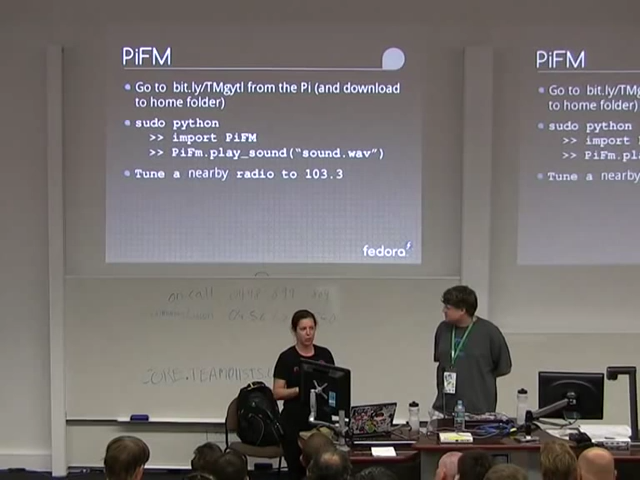 PiFM
Go to bit.ly/TMgytl from the Pi (and download
to home folder)
sudo python
>> import PiFM
>> PiFm.play_sound("sound.wav")
Tune a nearby radio to 103.3
fedora
on call
PiFM
Go to bit.ly/TMg
to home folder)
sudo python
>> import
>> PiFm.pla
Tune a nearby